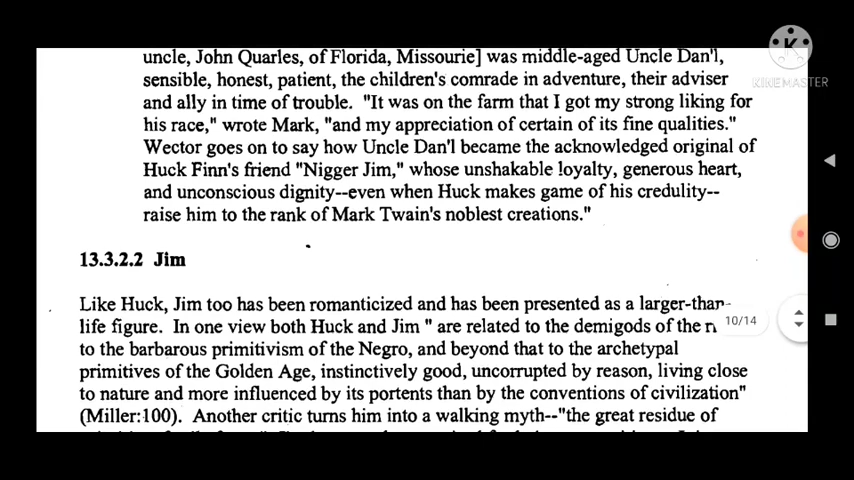 uncle, John Quarles, of Florida, Missourie] was middle-aged Uncle Dan'l,
sensible, honest, patient, the children's comrade in adventure, their adviser
and ally in time of trouble. "It was on the farm that I got my strong liking for
his race," wrote Mark, "and my appreciation of certain of its fine qualities."
Wector goes on to say how Uncle Dan'l became the acknowledged original of
Huck Finn's friend "Nigger Jim," whose unshakable loyalty, generous heart,
and unconscious dignity--even when Huck makes game of his credulity--
raise him to the rank of Mark Twain's noblest creations."
13.3.2.2 Jim
Like Huck, Jim too has been romanticized and has been presented as a larger-than-
life figure. In one view both Huck and Jim " are related to the demigods of the
to the barbarous primitivism of the Negro, and beyond that to the archetypal
primitives of the Golden Age, instinctively good, uncorrupted by reason, living close
to nature and more influenced by its portents than by the conventions of civilization"
(Miller:100). Another critic turns him into a walking myth--"the great residue of
10/14
K
KINEMASTER